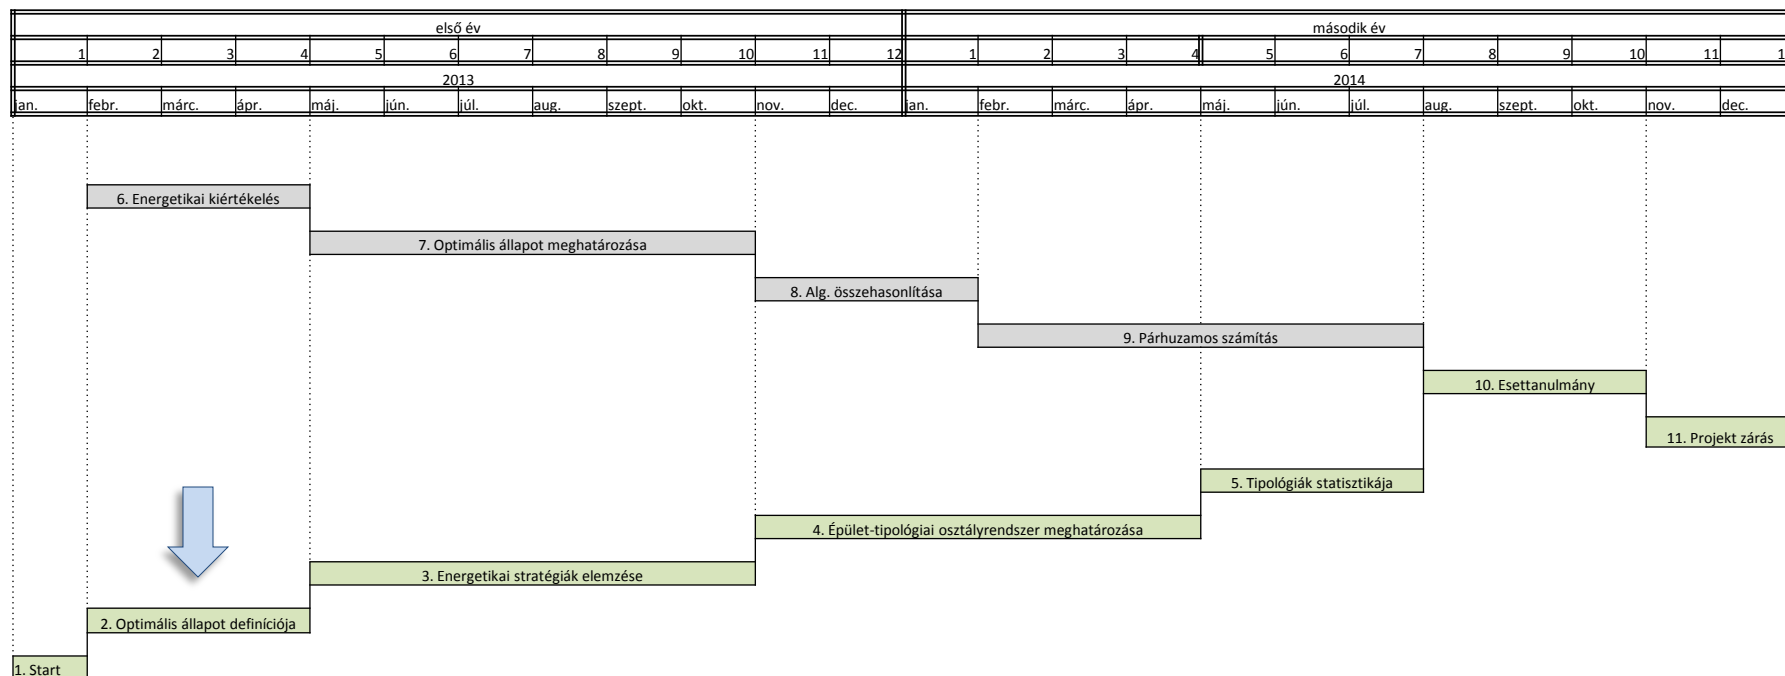 első év második év
1 2 3 4 5 6 7 8 9 10 11 12 1 2 3 4 5 6 7 8 9 10 11 1
2013 2014
jan. febr. márc. ápr. máj. jún. júl. aug. szept. okt. nov. dec. jan. febr. márc. ápr. máj. jún. júl. aug. szept. okt. nov. dec.
6. Energetikai kiértékelés
7. Optimális állapot meghatározása
8. Alg. összehasonlítása
9. Párhuzamos számítás
10. Esettanulmány
11. Projekt zárás
5. Tipológiák statisztikája
4. Épület-tipológiai osztályrendszer meghatározása
3. Energetikai stratégiák elemzése
2. Optimális állapot definíciója
1. Start